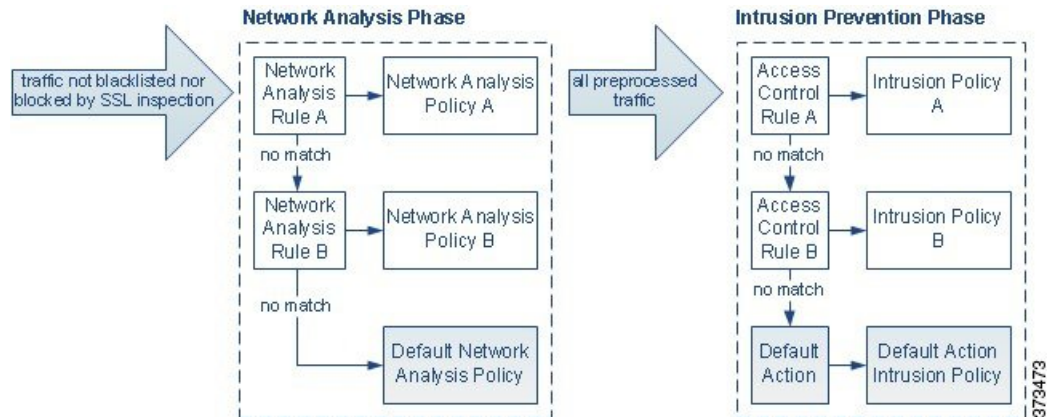 Network Analysis Phase
traffic not blacklisted nor
blocked by SSL inspection
Network
Analysis
Rule A
Network Analysis
Policy A
no match
Network
Analysis
Rule B
Network Analysis
Policy B
no match
Default Network
Analysis Policy
all preprocessed
traffic
Intrusion Prevention Phase
Access
Control
Rule A
Intrusion Policy
A
no match
Access
Control
Rule B
Intrusion Policy
B
no match
Default
Action
Default Action
Intrusion Policy
373473